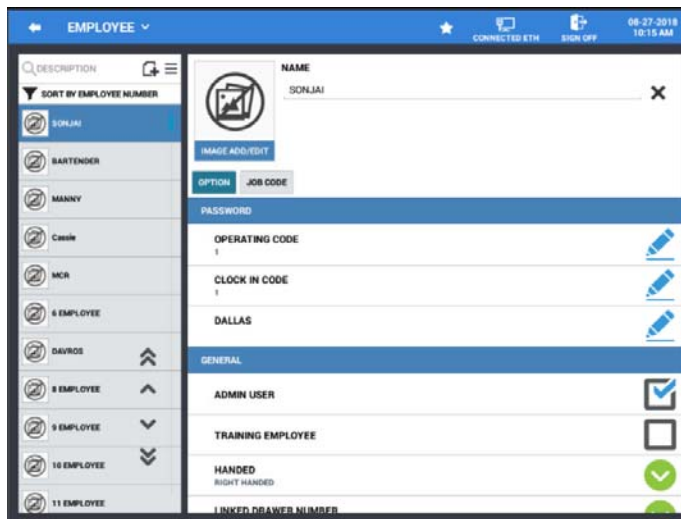 EMPLOYEE
CONNECTED ETH
SIGN OFF
08-27-2018
10:15 AM
DESCRIPTION
SORT BY EMPLOYEE NUMBER
SONJAI
BARTENDER
MANNY
Cassie
MCR
6 EMPLOYEE
DAVROS
8 EMPLOYEE
9 EMPLOYEE
10 EMPLOYEE
11 EMPLOYEE
NAME
SONJAI
IMAGE ADD/EDIT
OPTION
JOB CODE
PASSWORD
OPERATING CODE
1
CLOCK IN CODE
1
DALLAS
GENERAL
ADMIN USER
TRAINING EMPLOYEE
HANDED
RIGHT HANDED
LINKED DRAWER NUMBER